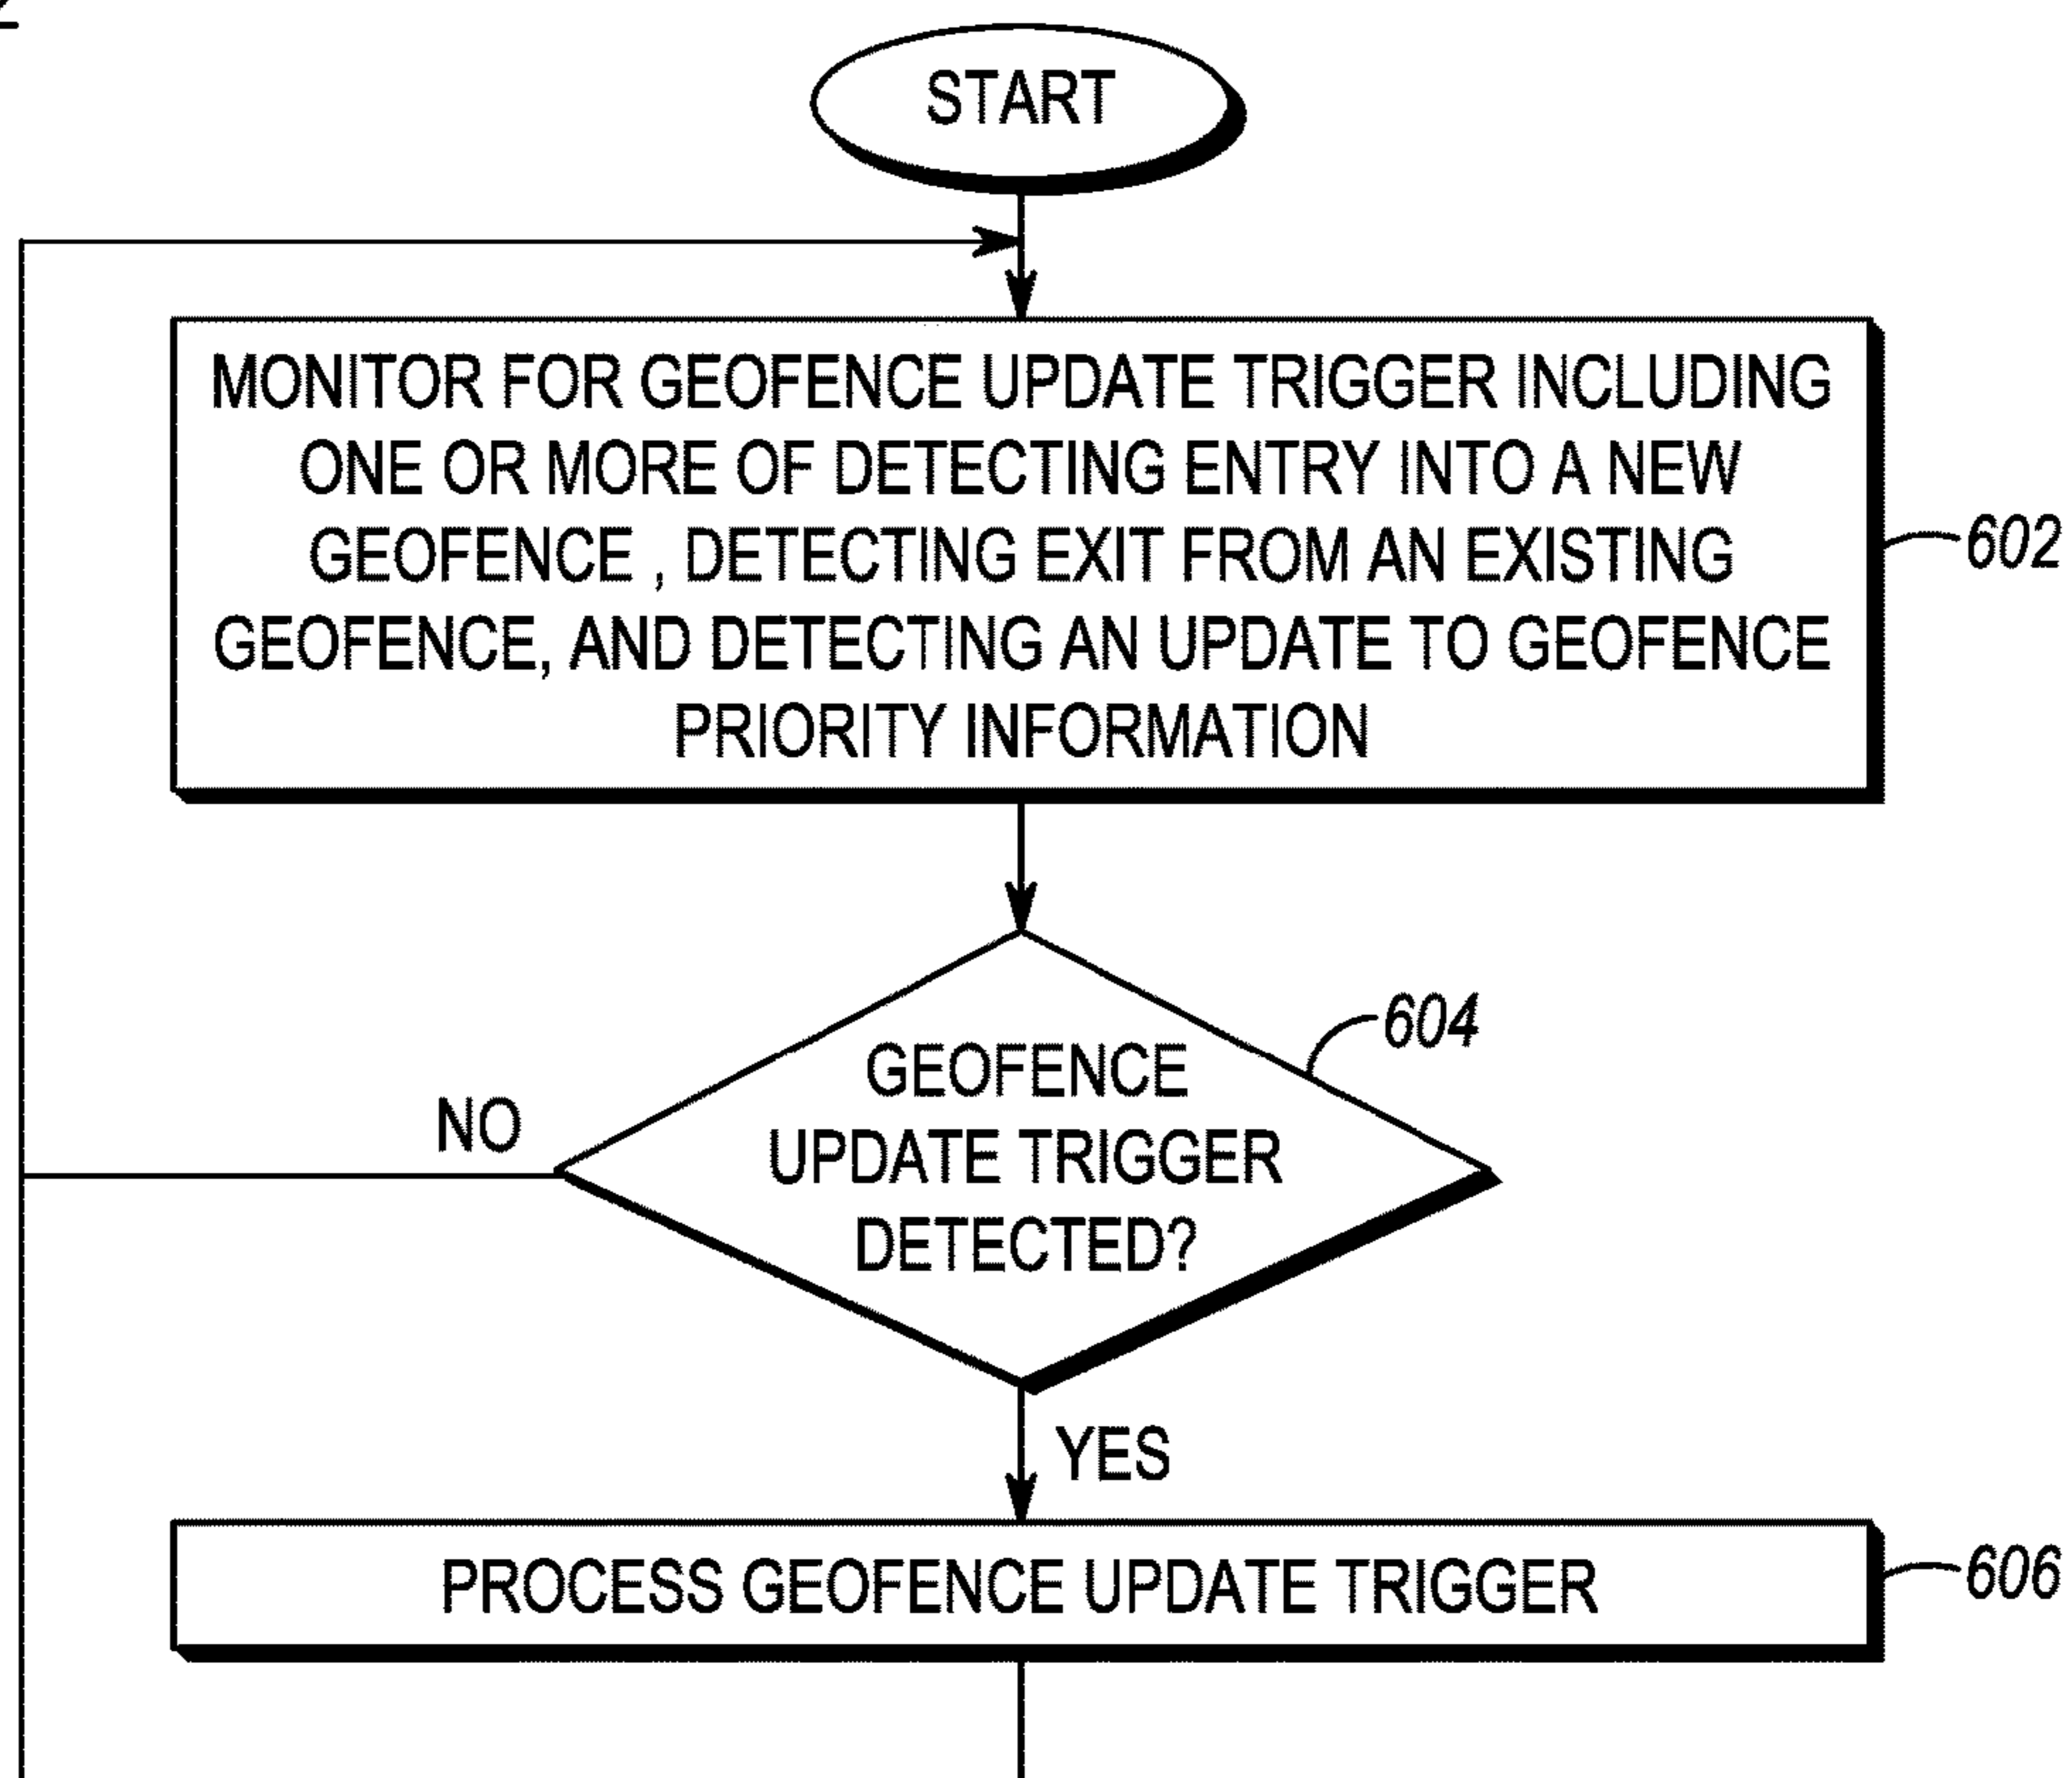 START
MONITOR FOR GEOFENCE UPDATE TRIGGER INCLUDING
ONE OR MORE OF DETECTING ENTRY INTO A NEW
GEOFENCE , DETECTING EXIT FROM AN EXISTING
GEOFENCE, AND DETECTING AN UPDATE TO GEOFENCE
PRIORITY INFORMATION
602
604
GEOFENCE
UPDATE TRIGGER
DETECTED?
NO
YES
PROCESS GEOFENCE UPDATE TRIGGER
606